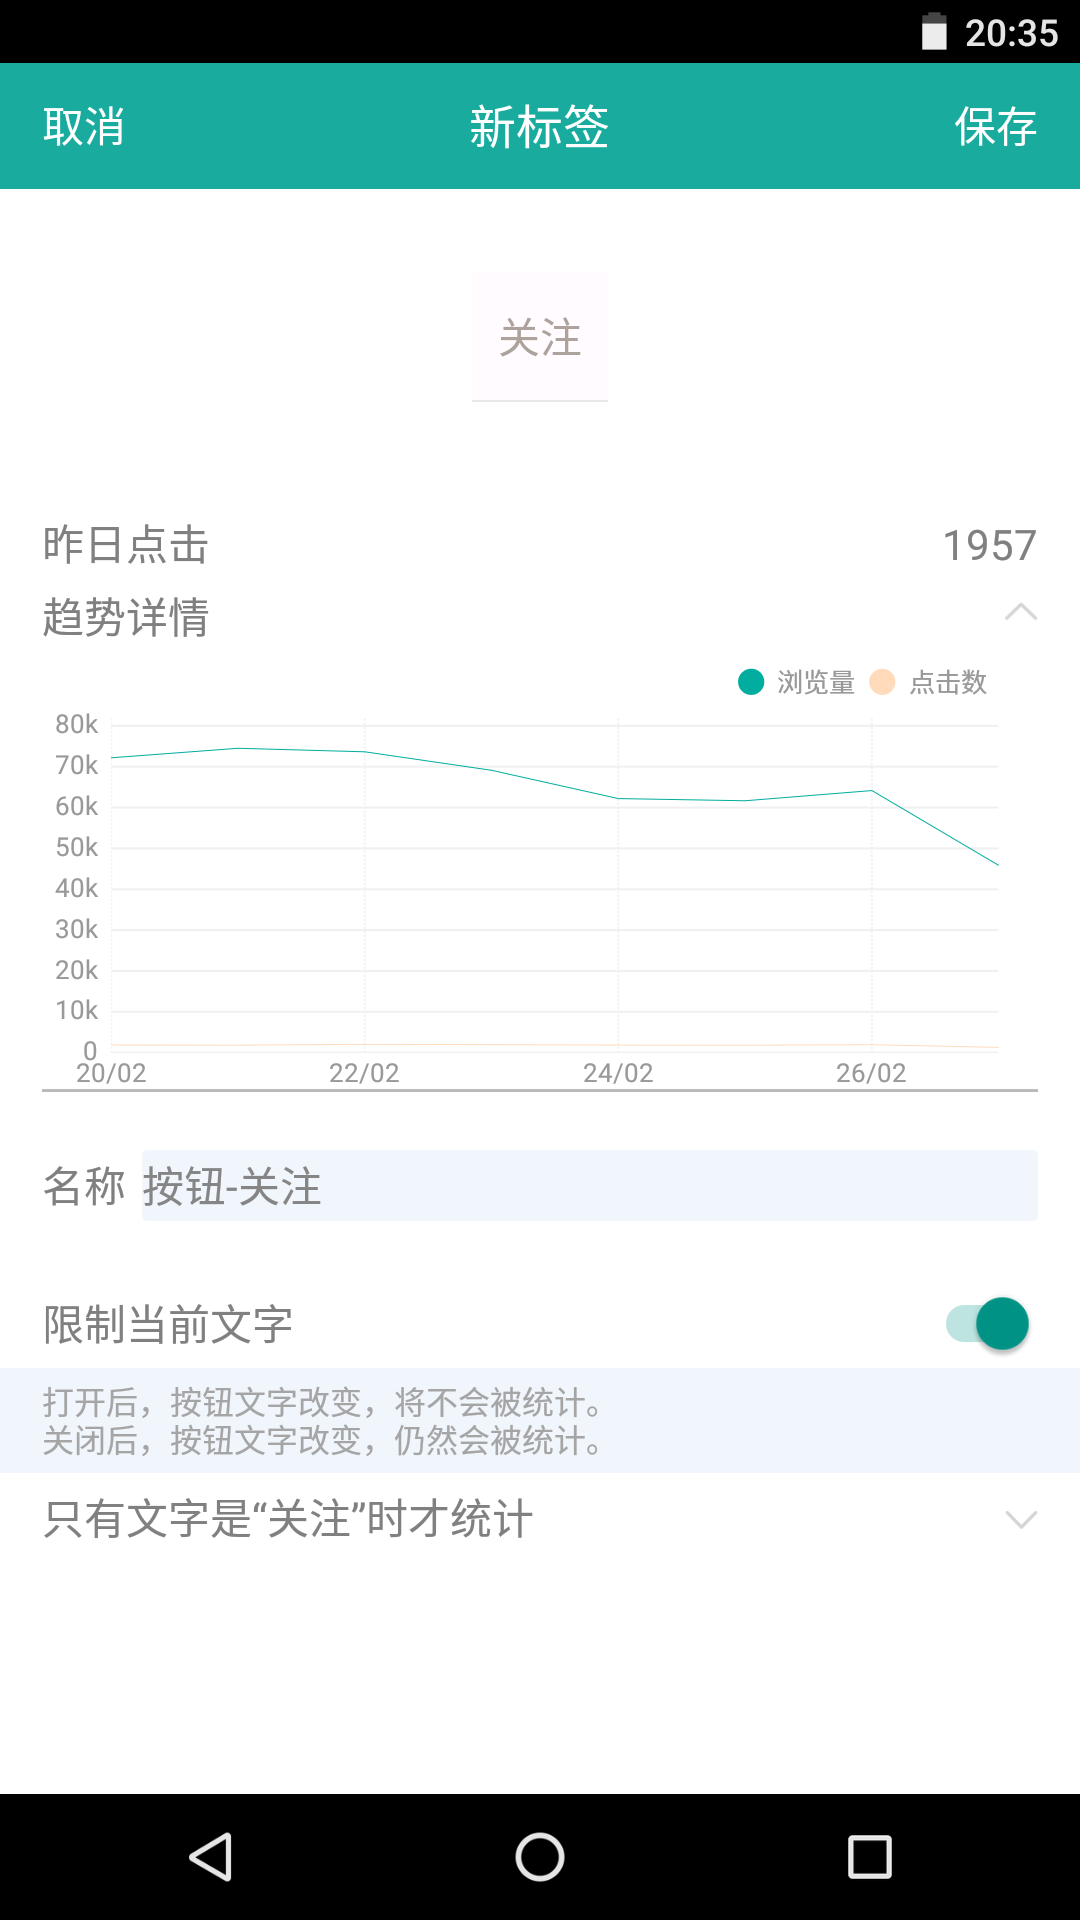 20:35
取消 新标签 保存
关注
昨日点击 1957
趋势详情
浏览量 点击数
80k
70k
60k
50k
40k
30k
20k
10k
0
20/02 22/02 24/02 26/02
名称 按钮-关注
限制当前文字
打开后，按钮文字改变，将不会被统计。
关闭后，按钮文字改变，仍然会被统计。
只有文字是“关注”时才统计